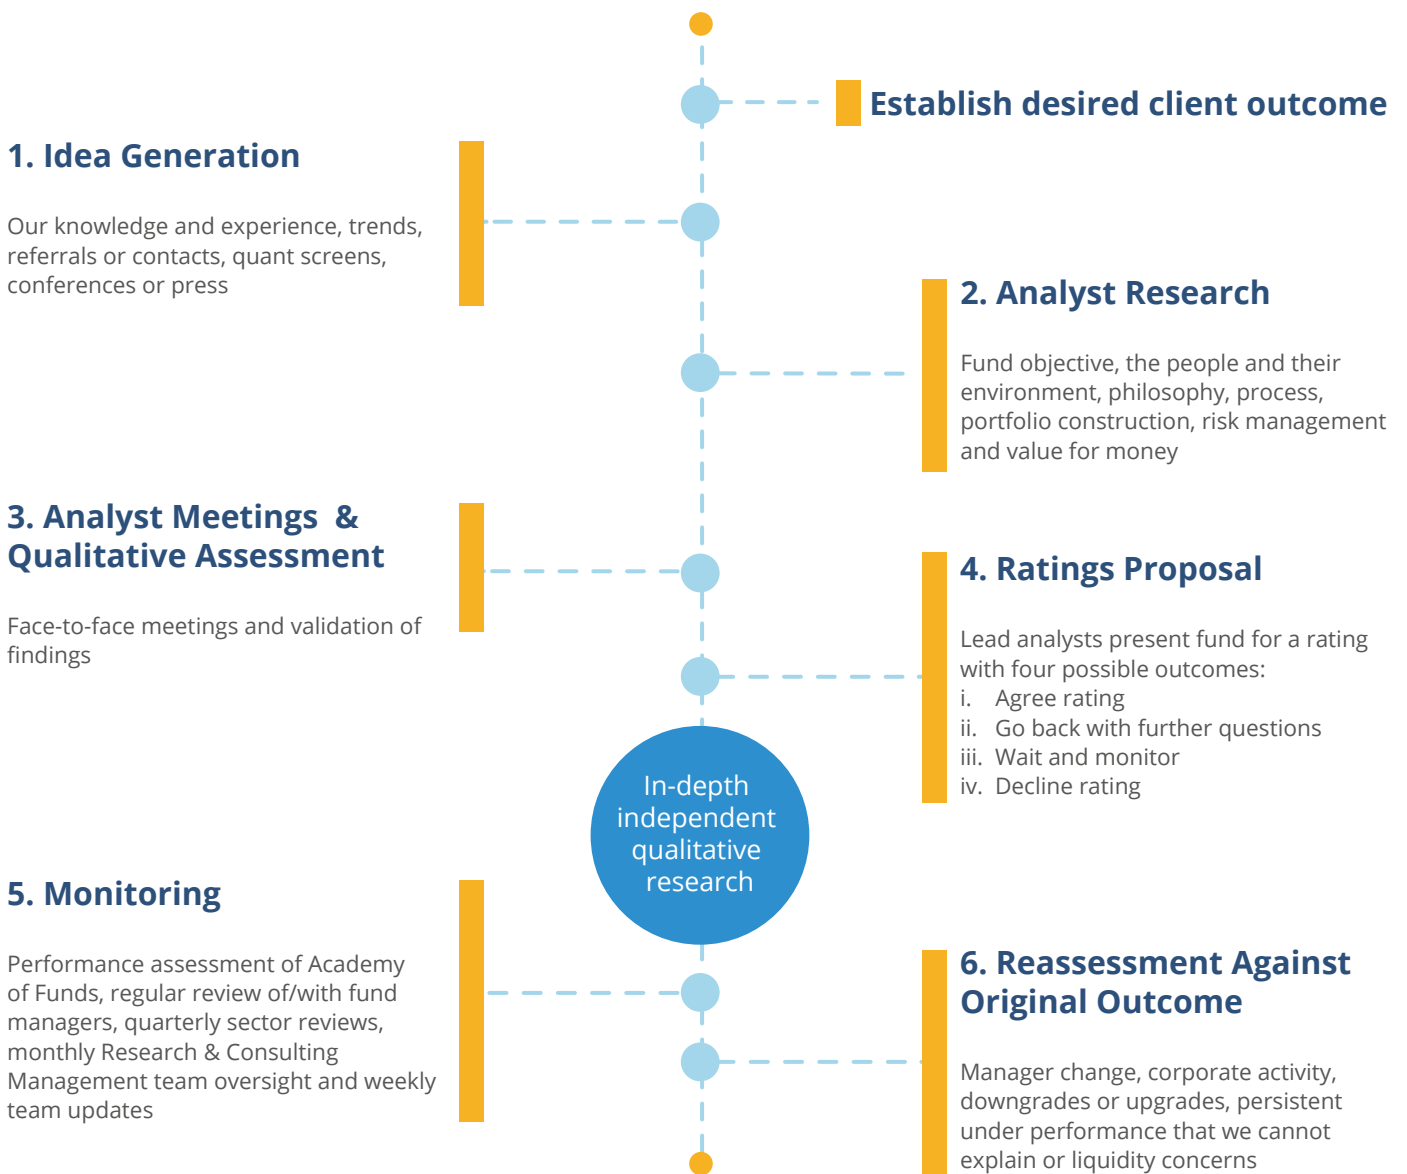 Establish desired client outcome
1. Idea Generation
Our knowledge and experience, trends,
referrals or contacts, quant screens,
conferences or press
2. Analyst Research
Fund objective, the people and their
environment, philosophy, process,
portfolio construction, risk management
and value for money
3. Analyst Meetings &
Qualitative Assessment
Face-to-face meetings and validation of
findings
4. Ratings Proposal
Lead analysts present fund for a rating
with four possible outcomes:
i. Agree rating
ii. Go back with further questions
iii. Wait and monitor
iv. Decline rating
In-depth
independent
qualitative
research
5. Monitoring
Performance assessment of Academy
of Funds, regular review of/with fund
managers, quarterly sector reviews,
monthly Research & Consulting
Management team oversight and weekly
team updates
6. Reassessment Against
Original Outcome
Manager change, corporate activity,
downgrades or upgrades, persistent
under performance that we cannot
explain or liquidity concerns